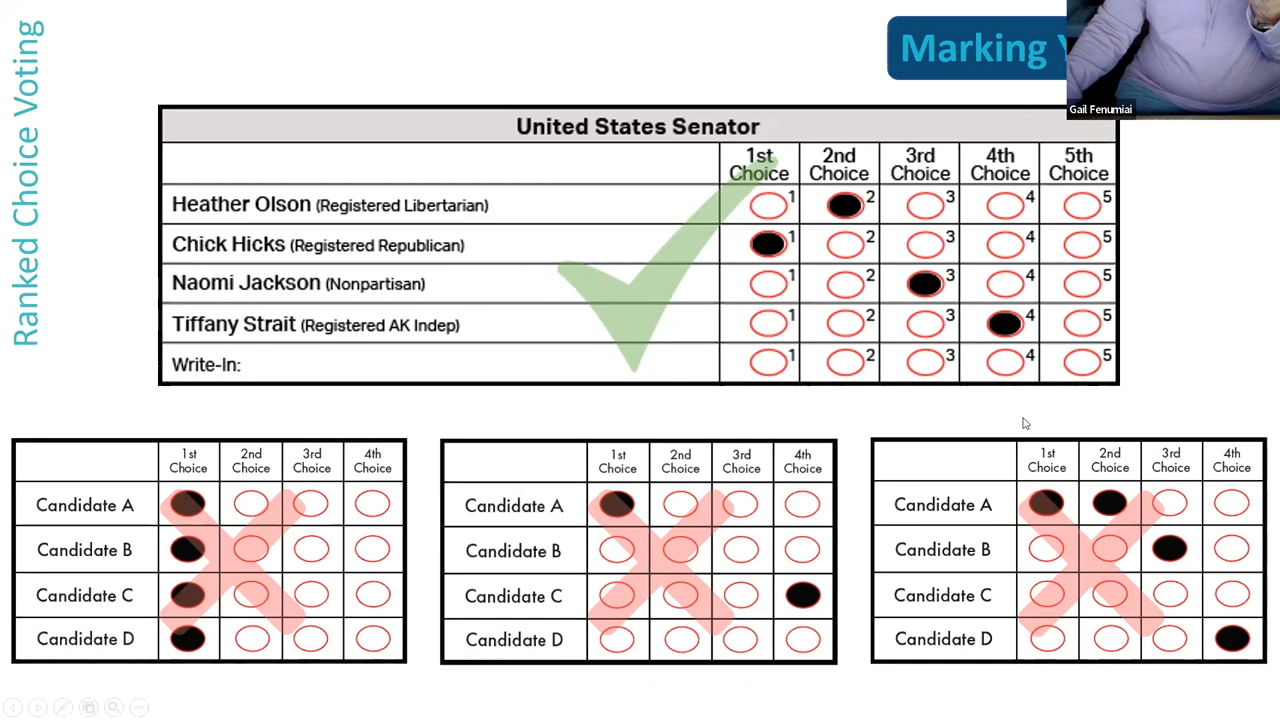 Ranked Choice Voting
Marking
Gail Fenumiai
United States Senator
1st Choice 2nd Choice 3rd Choice 4th Choice 5th Choice
Heather Olson (Registered Libertarian) 1 2 3 4 5
Chick Hicks (Registered Republican) 1 2 3 4 5
Naomi Jackson (Nonpartisan) 1 2 3 4 5
Tiffany Strait (Registered AK Indep) 1 2 3 4 5
Write-In: 1 2 3 4 5
1st Choice 2nd Choice 3rd Choice 4th Choice
Candidate A
Candidate B
Candidate C
Candidate D
1st Choice 2nd Choice 3rd Choice 4th Choice
Candidate A
Candidate B
Candidate C
Candidate D
1st Choice 2nd Choice 3rd Choice 4th Choice
Candidate A
Candidate B
Candidate C
Candidate D